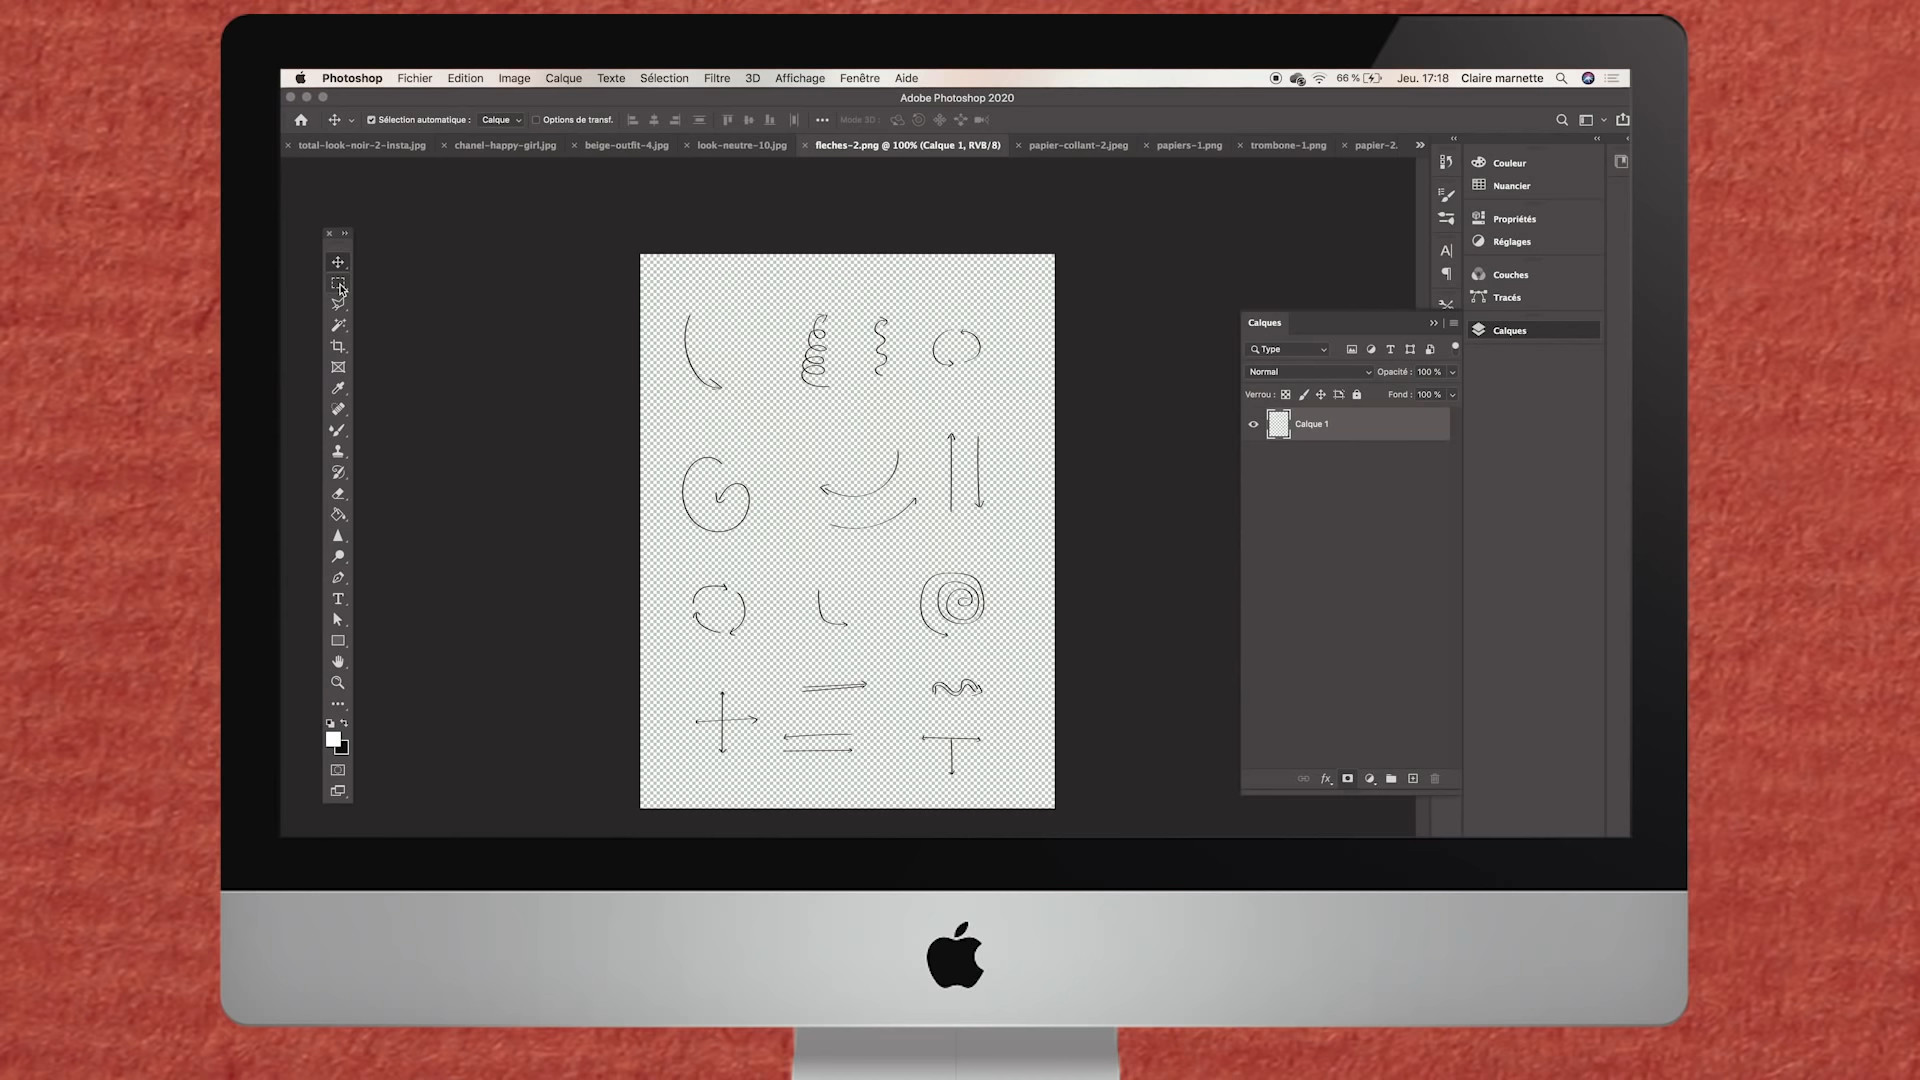 Photoshop Fichier Edition Image Calque Texte Sélection Filtre 3D Affichage Fenêtre Aide 66 % Jeu. 17:18 Claire marnette
Adobe Photoshop 2020
Sélection automatique : Calque Options de transf. Mode 3D :
total-look-noir-2-insta.jpg chanel-happy-girl.jpg beige-outfit-4.jpg look-neutre-10.jpg fleches-2.png @ 100% (Calque 1, RVB/8) papier-collant-2.jpeg papiers-1.png trombone-1.png papier-2.
Couleur
Nuancier
Propriétés
Réglages
Couches
Tracés
Calques
Calques
Type
Normal Opacité : 100 %
Verrou : Fond : 100 %
Calque 1
fx